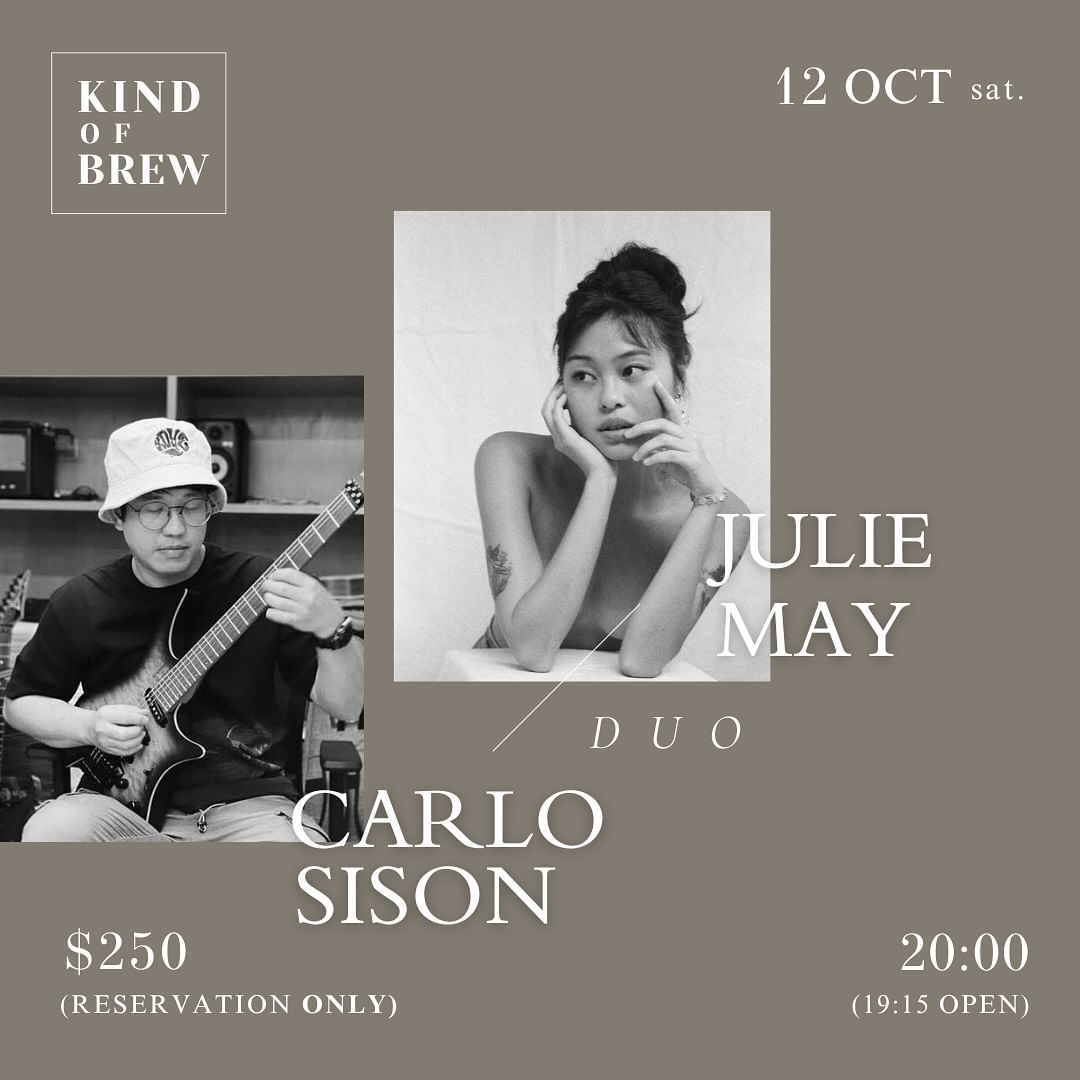 KIND
OF
BREW
12 OCT sat.
JULIE
MAY
DUO
CARLO
SISON
$250
(RESERVATION ONLY)
20:00
(19:15 OPEN)